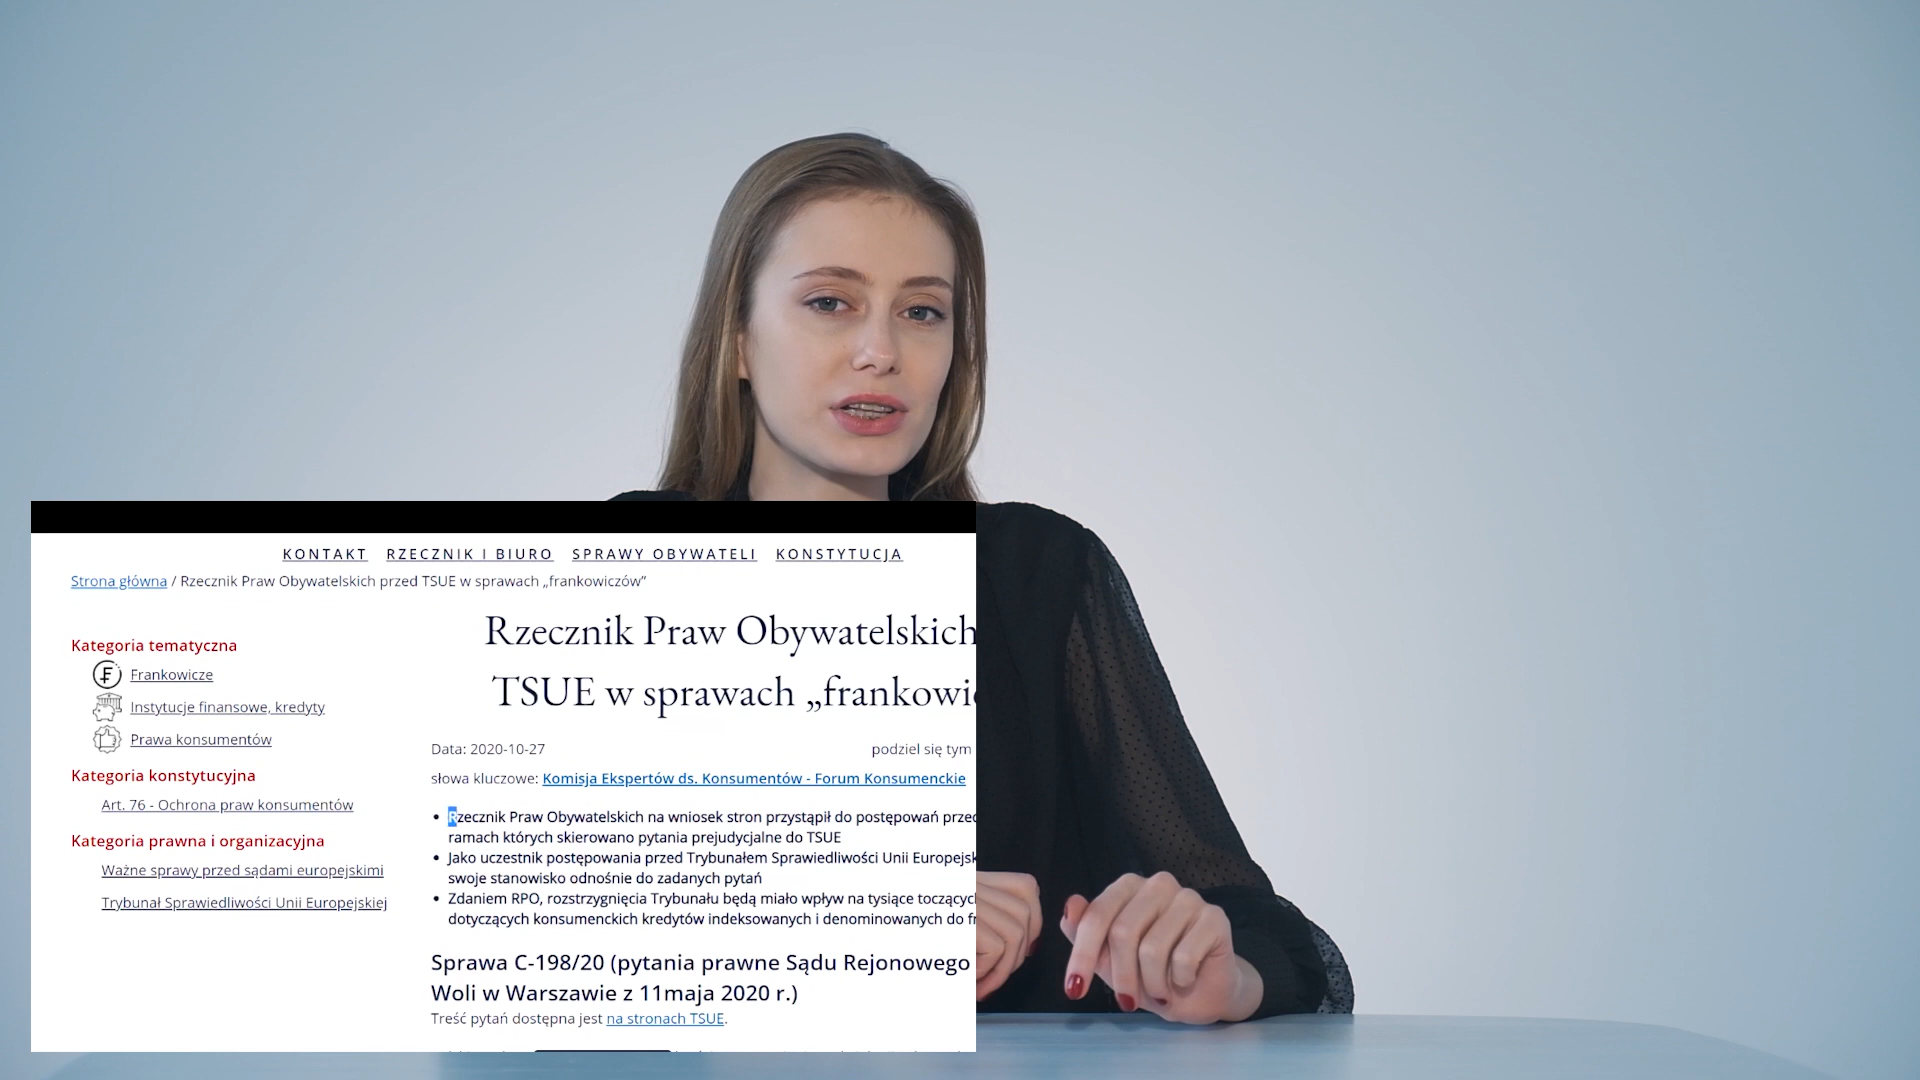 KONTAKT RZECZNIK I BIURO SPRAWY OBYWATELI KONSTYTUCJA
Strona główna / Rzecznik Praw Obywatelskich przed TSUE w sprawach „frankowiczów”
Kategoria tematyczna
Frankowicze
Instytucje finansowe, kredyty
Prawa konsumentów
Kategoria konstytucyjna
Art. 76 - Ochrona praw konsumentów
Kategoria prawna i organizacyjna
Ważne sprawy przed sądami europejskimi
Trybunał Sprawiedliwości Unii Europejskiej
Rzecznik Praw Obywatelskich
TSUE w sprawach
Data: 2020-10-27
podziel się tym
słowa kluczowe: Komisja Ekspertów ds. Konsumentów - Forum Konsumenckie
• Rzecznik Praw Obywatelskich na wniosek stron przystąpił do postępowań
ramach których skierowano pytania prejudycjalne do TSUE
• Jako uczestnik postępowania przed Trybunałem Sprawiedliwości Unii
swoje stanowisko odnośnie do zadanych pytań
• Zdaniem RPO, rozstrzygnięcia Trybunału będą miało wpływ na tysiące
dotyczących konsumenckich kredytów indeksowanych i denominowanych do
Sprawa C-198/20 (pytania prawne Sądu Rejonowego
Woli w Warszawie z 11maja 2020 r.)
Treść pytań dostępna jest na stronach TSUE.